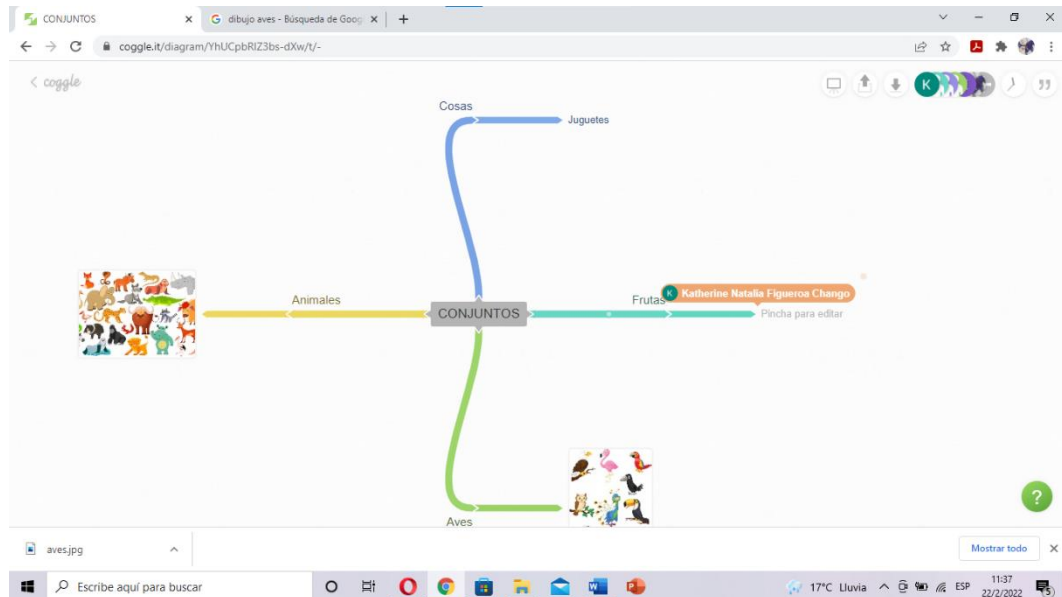 CONJUNTOS
dibujo aves - Búsqueda de Goog
coggle.it/diagram/YhUCpbRIZ3bs-dXw/t/-
coggle
K
Cosas
Juguetes
Animales
CONJUNTOS
Frutas
K Katherine Natalia Figueroa Chango
Pincha para editar
Aves
?
aves.jpg
Mostrar todo
Escribe aquí para buscar
17°C Lluvia
ESP
11:37
22/2/2022
5